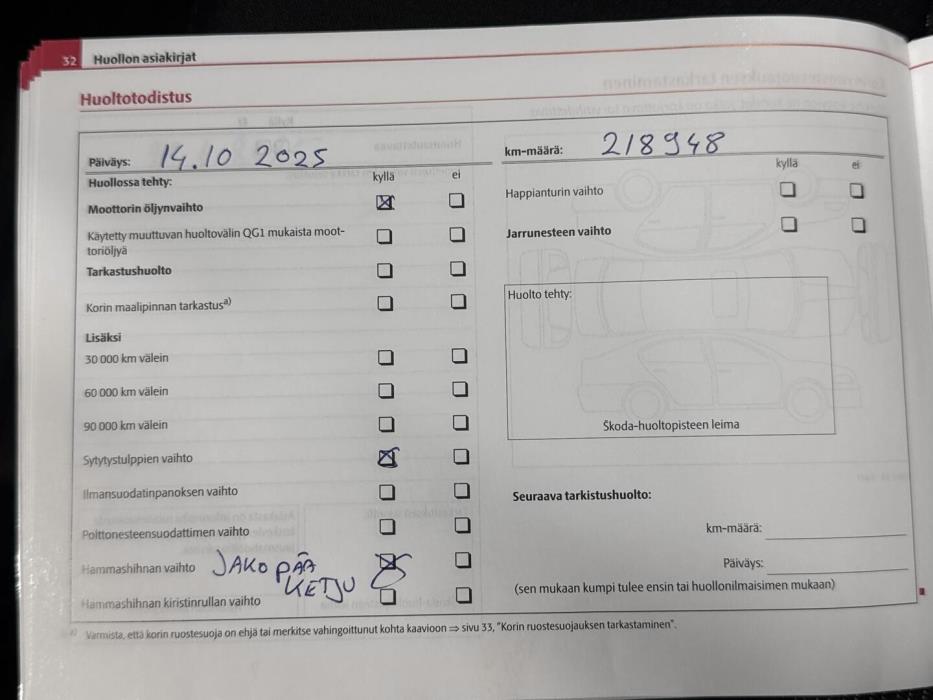 32 Huollon asiakirjat
Huoltotodistus
Päiväys: 14.10 2025
km-määrä: 218948
Huollossa tehty: kyllä ei
kyllä ei
Moottorin öljynvaihto
Käytetty muuttuvan huoltovälin QG1 mukaista moot-
toriöljyä
Tarkastushuolto
Korin maalipinnan tarkastusa)
Lisäksi
30 000 km välein
60 000 km välein
90 000 km välein
Sytytystulppien vaihto
Ilmansuodatinpanoksen vaihto
Polttonesteensuodattimen vaihto
Hammashihnan vaihto JAKOPÄÄ
KETJU
Hammashihnan kiristinrullan vaihto
Happianturin vaihto
Jarrunesteen vaihto
Huolto tehty:
Škoda-huoltopisteen leima
Seuraava tarkistushuolto:
km-määrä:
Päiväys:
(sen mukaan kumpi tulee ensin tai huollonilmaisimen mukaan)
a) Varmista, että korin ruostesuoja on ehjä tai merkitse vahingoittunut kohta kaavioon ⇒ sivu 33, "Korin ruostesuojauksen tarkastaminen".